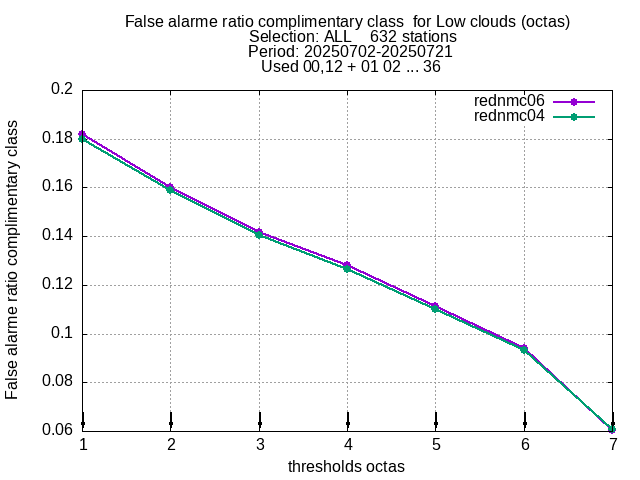 False alarme ratio complimentary class  for Low clouds (octas)
Selection: ALL    632 stations
Period: 20250702-20250721
Used 00,12 + 01 02 ... 36
rednmc06
rednmc04
False alarme ratio complimentary class
0.2
0.18
0.16
0.14
0.12
0.1
0.08
0.06
1 2 3 4 5 6 7
thresholds octas